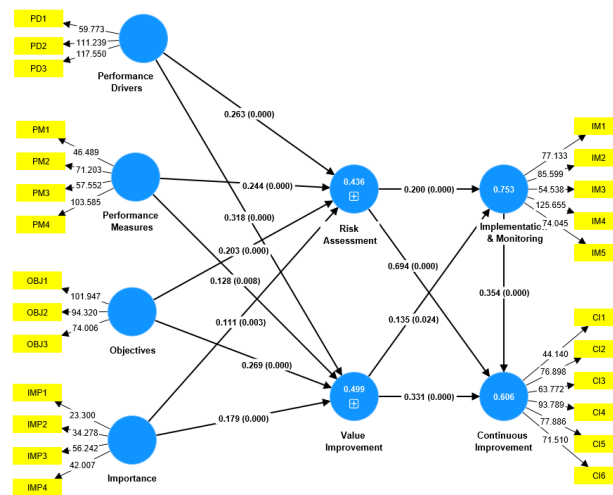 PD1
59.773
PD2
111.239
117.550
PD3
Performance
Drivers
0.263 (0.000)
PM1
46.489
PM2
71.203
PM3
57.552
103.585
PM4
Performance
Measures
0.244 (0.000)
0.318 (0.000)
0.203 (0.000)
0.128 (0.008)
0.436
Risk
Assessment
0.200 (0.000)
0.753
Implementation
& Monitoring
IM1
77.133
IM2
85.599
IM3
54.538
125.655
IM4
74.045
IM5
OBJ1
101.947
OBJ2
94.320
74.006
OBJ3
Objectives
0.111 (0.003)
0.269 (0.000)
0.694 (0.000)
0.135 (0.024)
0.354 (0.000)
IMP1
23.300
IMP2
34.278
IMP3
56.242
42.007
IMP4
Importance
0.179 (0.000)
0.499
Value
Improvement
0.331 (0.000)
0.606
Continuous
Improvement
CI1
44.140
CI2
76.898
CI3
63.772
93.789
CI4
77.886
CI5
71.510
CI6